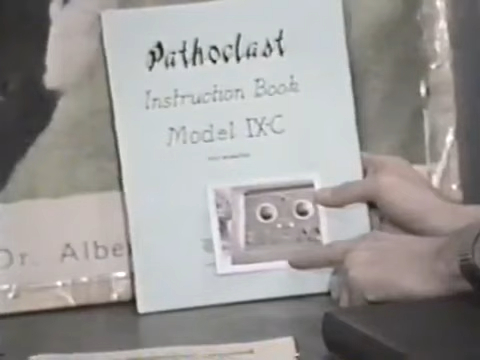 Pathoclast
Instruction Book
Model IX-C
Dr. Albe